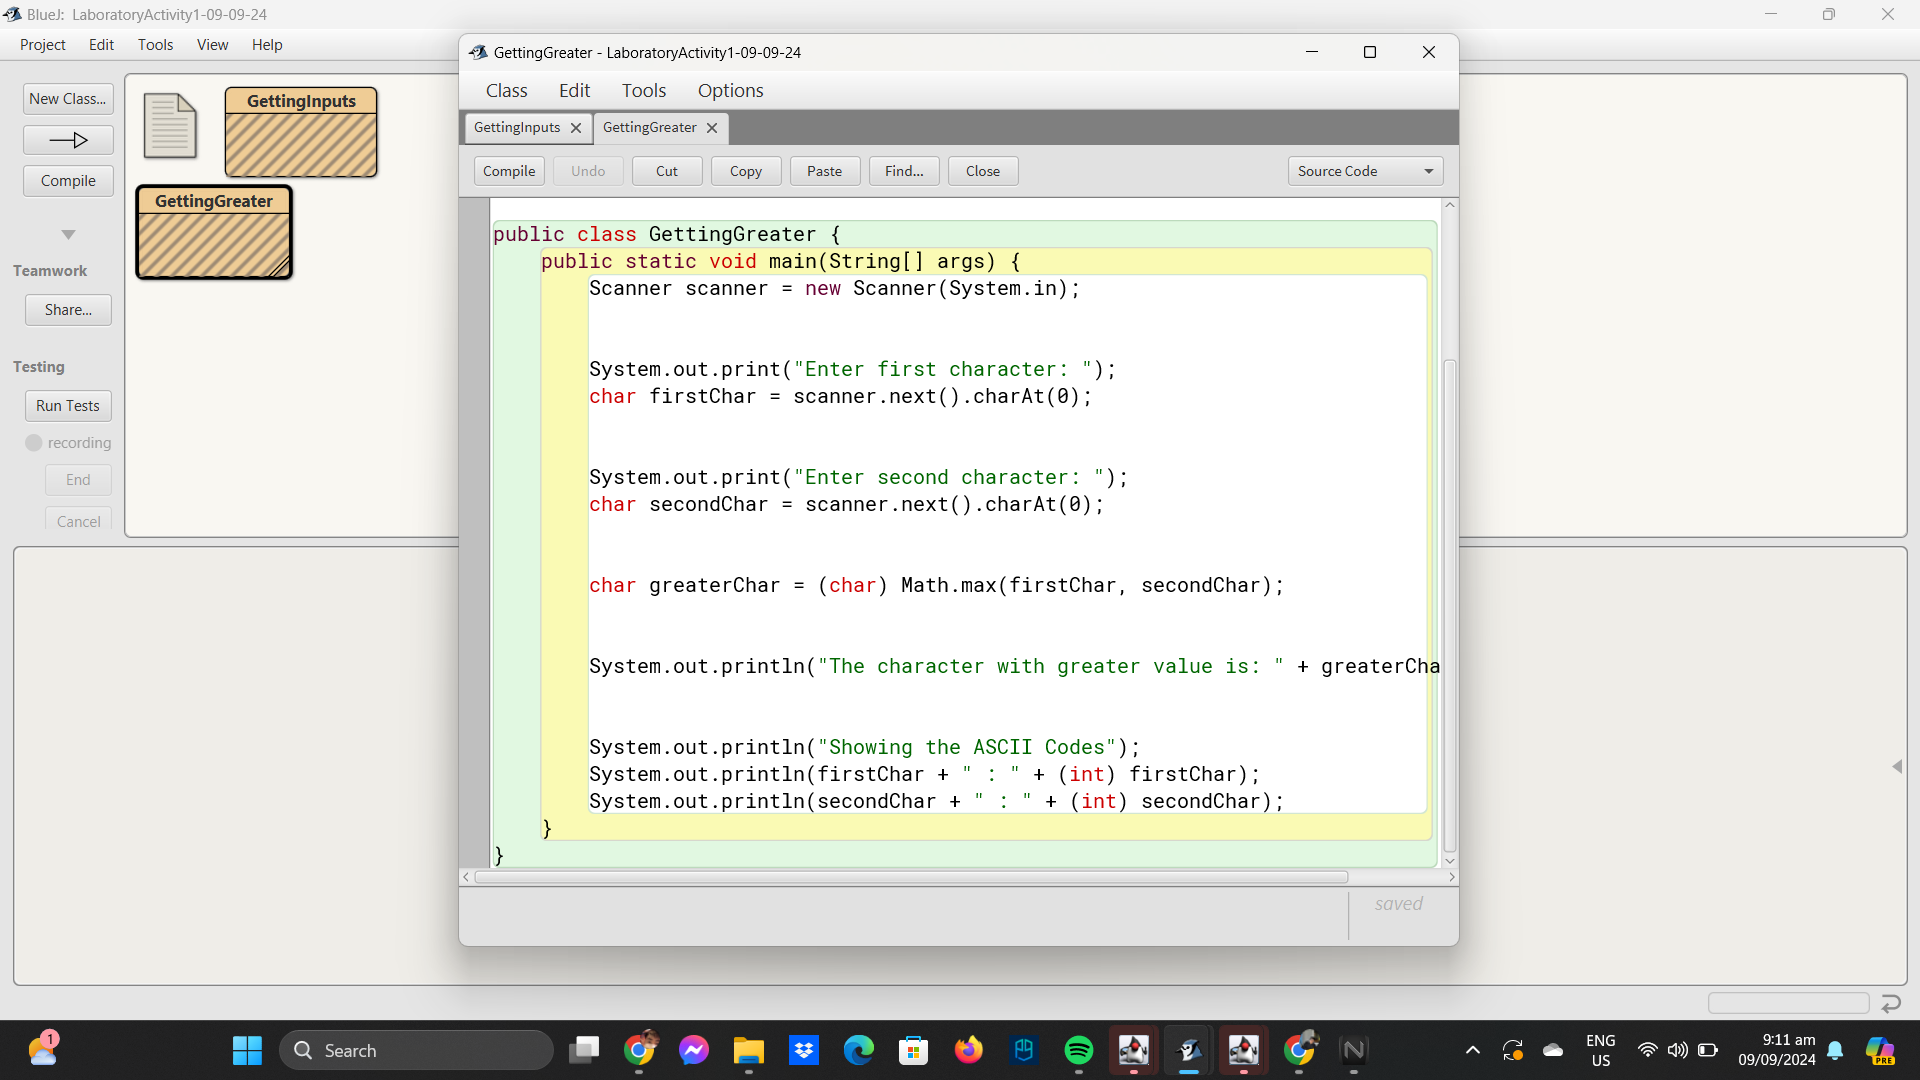 BlueJ: LaboratoryActivity1-09-09-24
Project Edit Tools View Help
New Class...
Compile
Teamwork
Share...
Testing
Run Tests
recording
End
Cancel
GettingInputs
GettingGreater
GettingGreater - LaboratoryActivity1-09-09-24
Class Edit Tools Options
GettingInputs GettingGreater
Compile Undo Cut Copy Paste Find... Close Source Code
public class GettingGreater {
public static void main(String[] args) {
Scanner scanner = new Scanner(System.in);
System.out.print("Enter first character: ");
char firstChar = scanner.next().charAt(0);
System.out.print("Enter second character: ");
char secondChar = scanner.next().charAt(0);
char greaterChar = (char) Math.max(firstChar, secondChar);
System.out.println("The character with greater value is: " + greaterCha
System.out.println("Showing the ASCII Codes");
System.out.println(firstChar + " : " + (int) firstChar);
System.out.println(secondChar + " : " + (int) secondChar);
}
}
saved
1
Search
ENG
US
9:11 am
09/09/2024
PRE